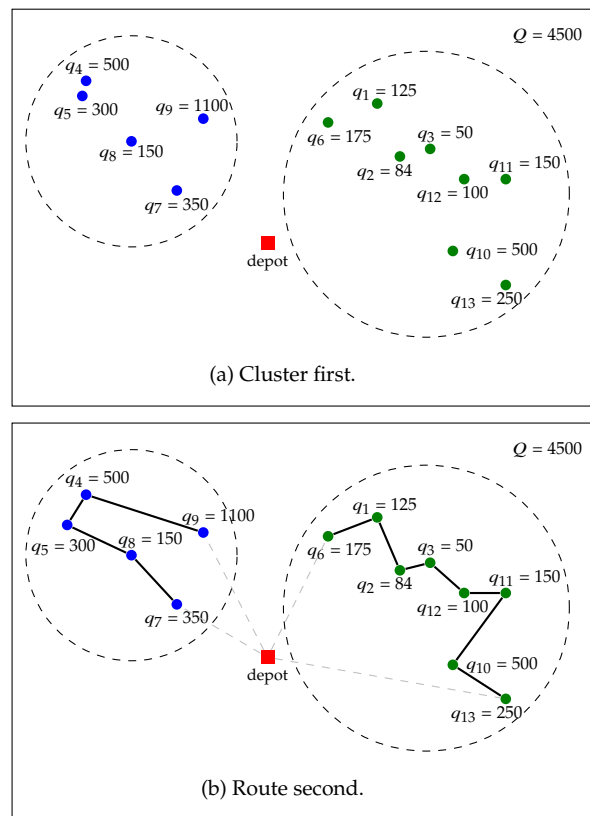 Q = 4500
q4 = 500
q1 = 125
q5 = 300
q9 = 1100
q6 = 175
q3 = 50
q8 = 150
q2 = 84
q11 = 150
q12 = 100
q7 = 350
q10 = 500
depot
q13 = 250
(a) Cluster first.
Q = 4500
q4 = 500
q1 = 125
q9 = 1100
q5 = 300
q8 = 150
q6 = 175
q3 = 50
q2 = 84
q11 = 150
q12 = 100
q7 = 350
q10 = 500
depot
q13 = 250
(b) Route second.